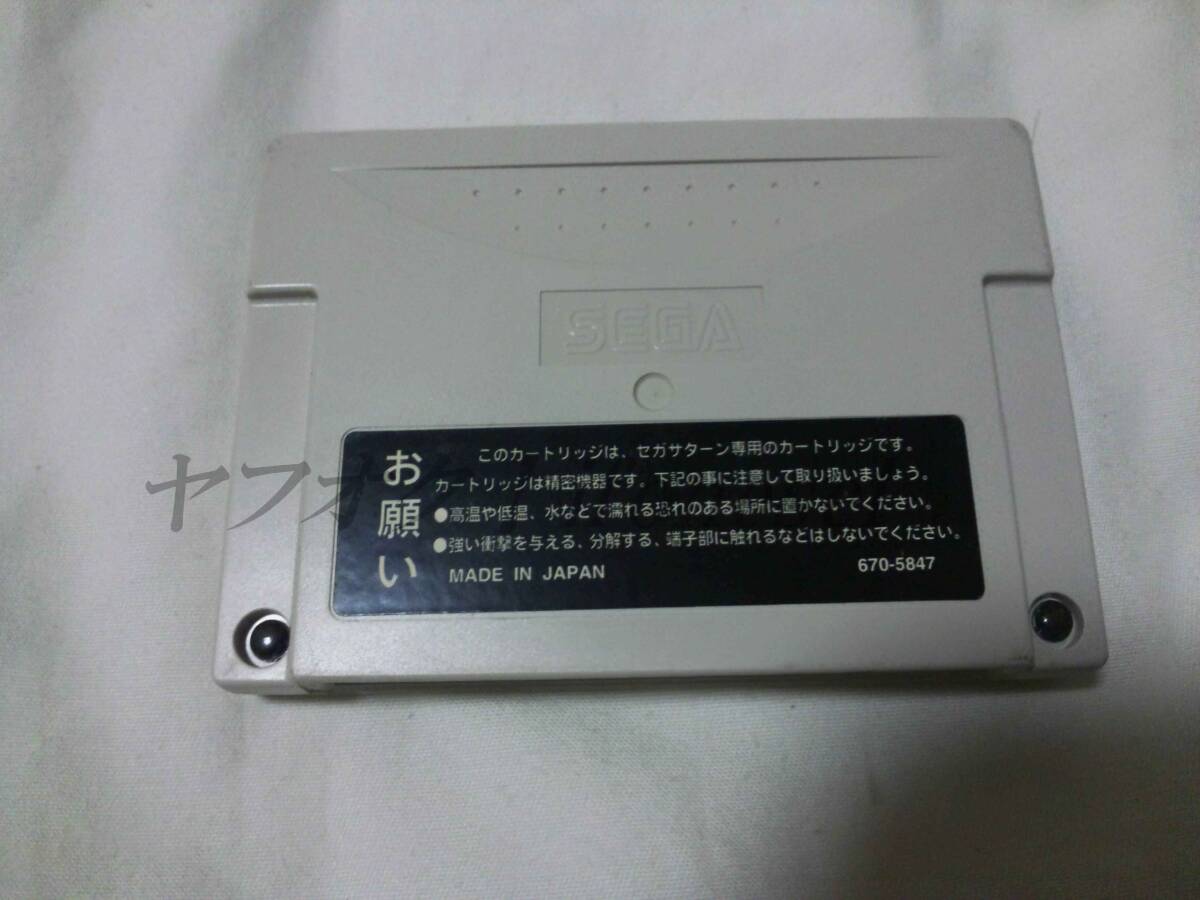 SEGA
お願い
このカートリッジは、セガサターン専用のカートリッジです。
カートリッジは精密機器です。下記の事に注意して取り扱いましょう。
●高温や低温、水などで濡れる恐れのある場所に置かないでください。
●強い衝撃を与える、分解する、端子部に触れるなどはしないでください。
MADE IN JAPAN 670-5847
ヤフオ